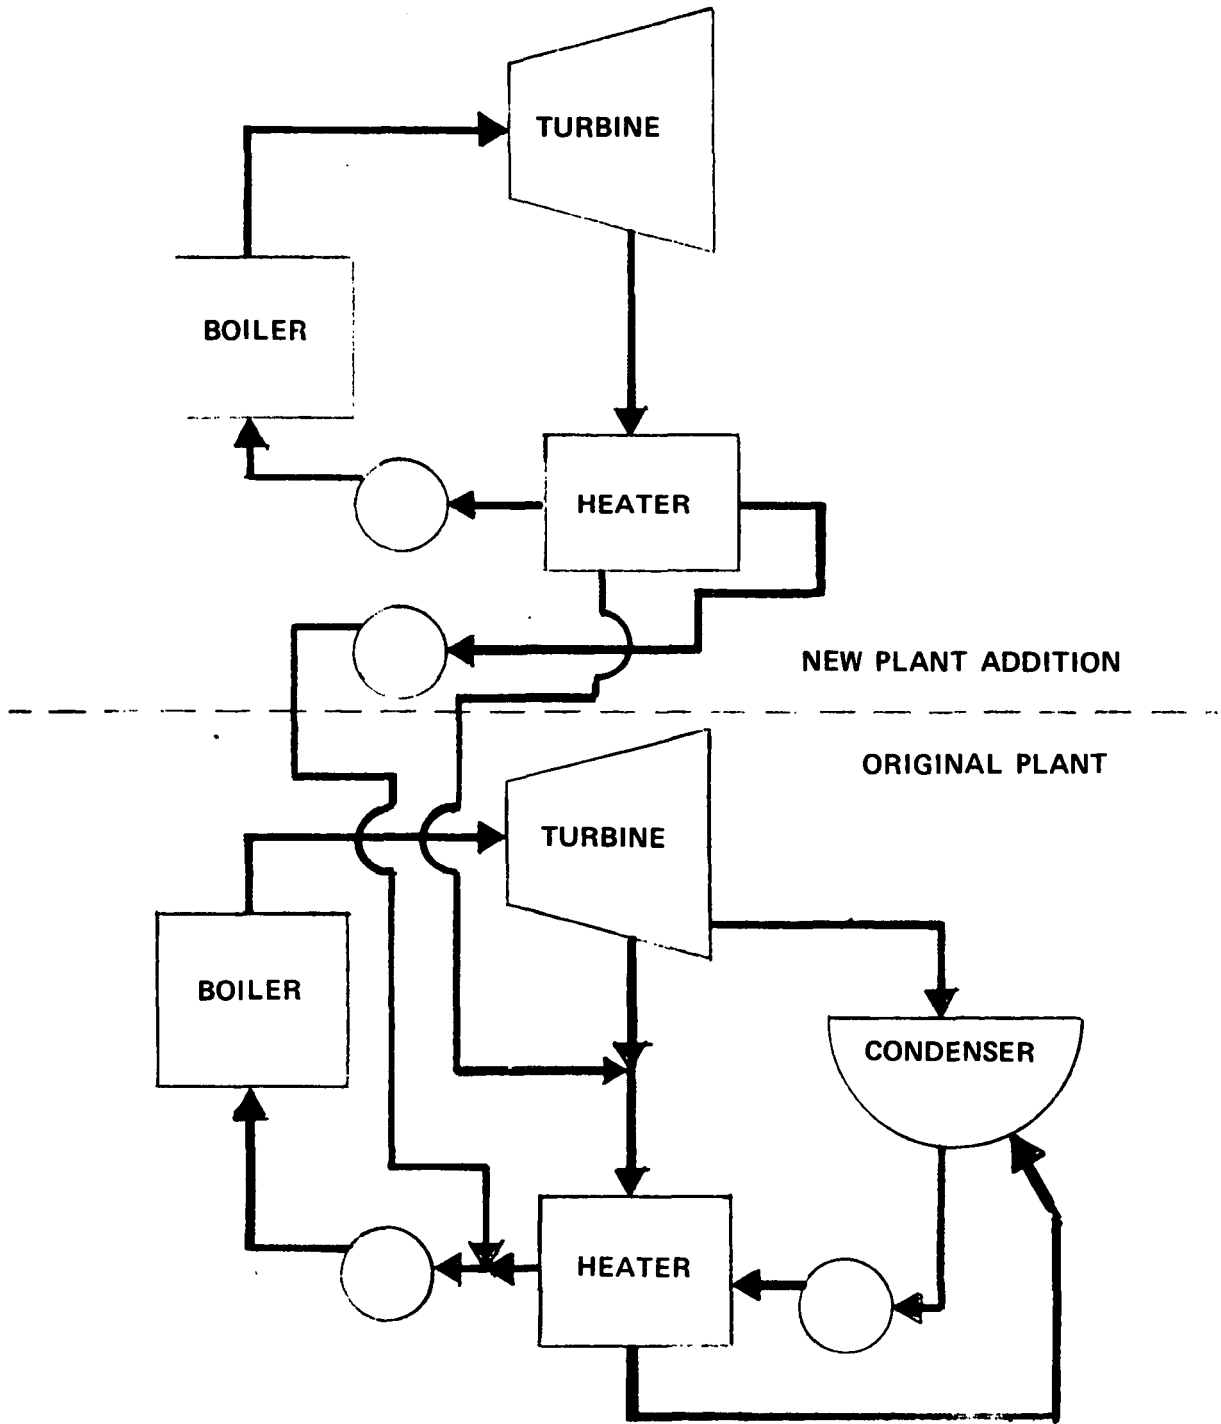 TURBINE
BOILER
HEATER
NEW PLANT ADDITION
ORIGINAL PLANT
TURBINE
BOILER
CONDENSER
HEATER